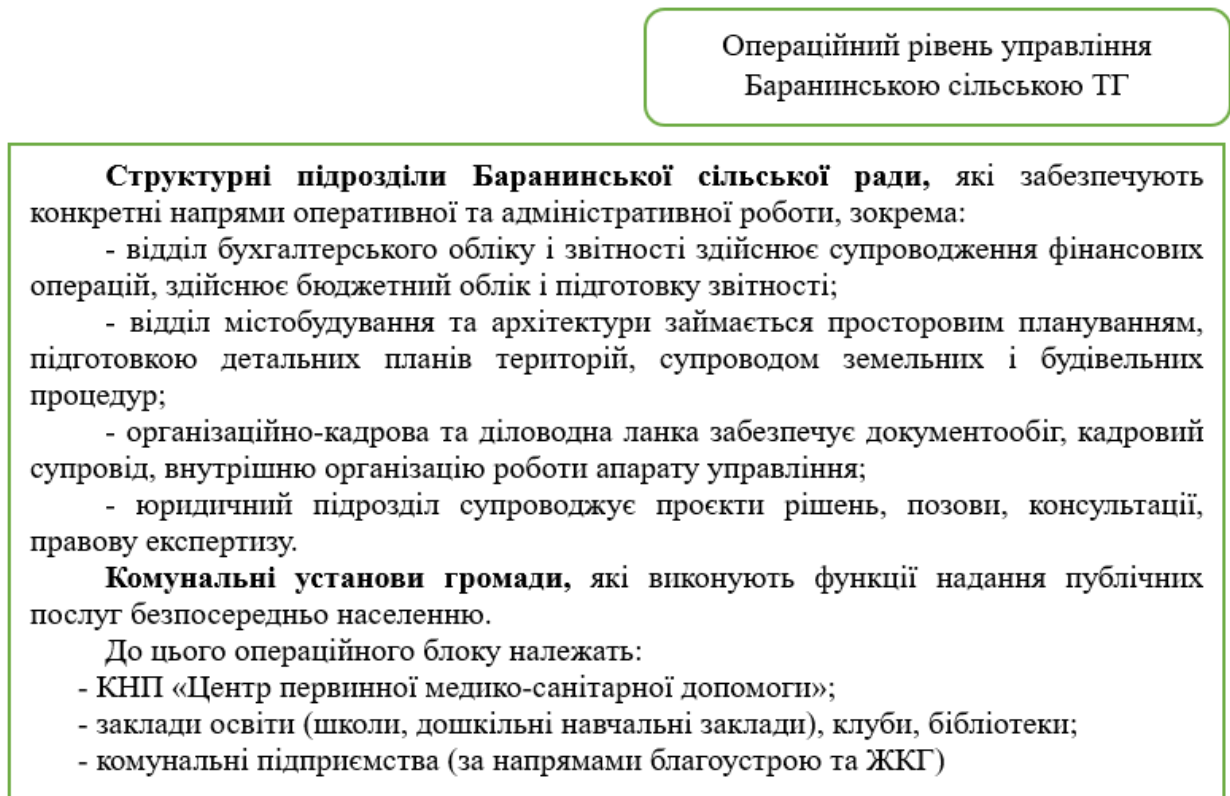 Операційний рівень управління
Баранинською сільською ТГ
Структурні підрозділи Баранинської сільської ради, які забезпечують
конкретні напрями оперативної та адміністративної роботи, зокрема:
- відділ бухгалтерського обліку і звітності здійснює супроводження фінансових
операцій, здійснює бюджетний облік і підготовку звітності;
- відділ містобудування та архітектури займається просторовим плануванням,
підготовкою детальних планів територій, супроводом земельних і будівельних
процедур;
- організаційно-кадрова та діловодна ланка забезпечує документообіг, кадровий
супровід, внутрішню організацію роботи апарату управління;
- юридичний підрозділ супроводжує проєкти рішень, позови, консультації,
правову експертизу.
Комунальні установи громади, які виконують функції надання публічних
послуг безпосередньо населенню.
До цього операційного блоку належать:
- КНП «Центр первинної медико-санітарної допомоги»;
- заклади освіти (школи, дошкільні навчальні заклади), клуби, бібліотеки;
- комунальні підприємства (за напрямами благоустрою та ЖКГ)